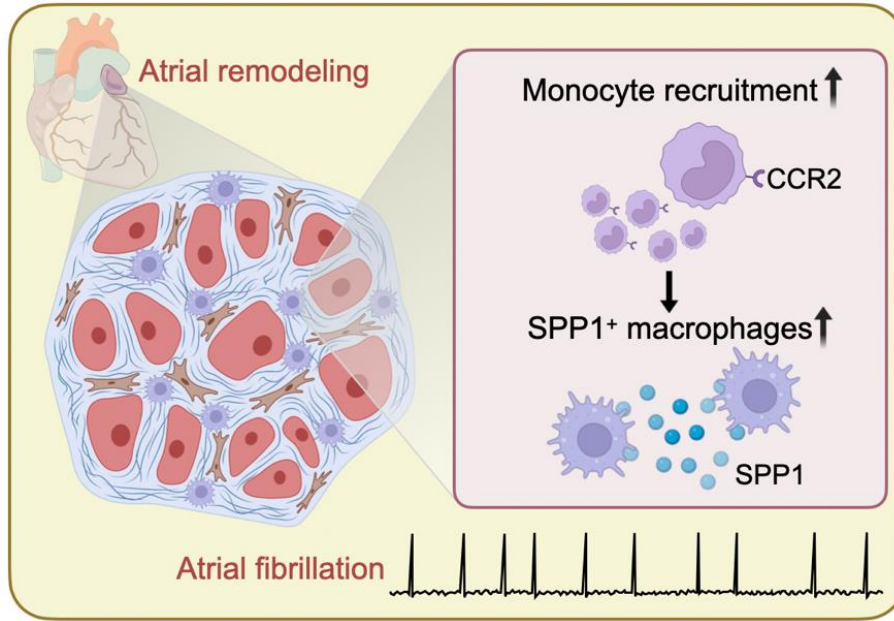 Atrial remodeling
Monocyte recruitment
CCR2
SPP1⁺ macrophages
SPP1
Atrial fibrillation